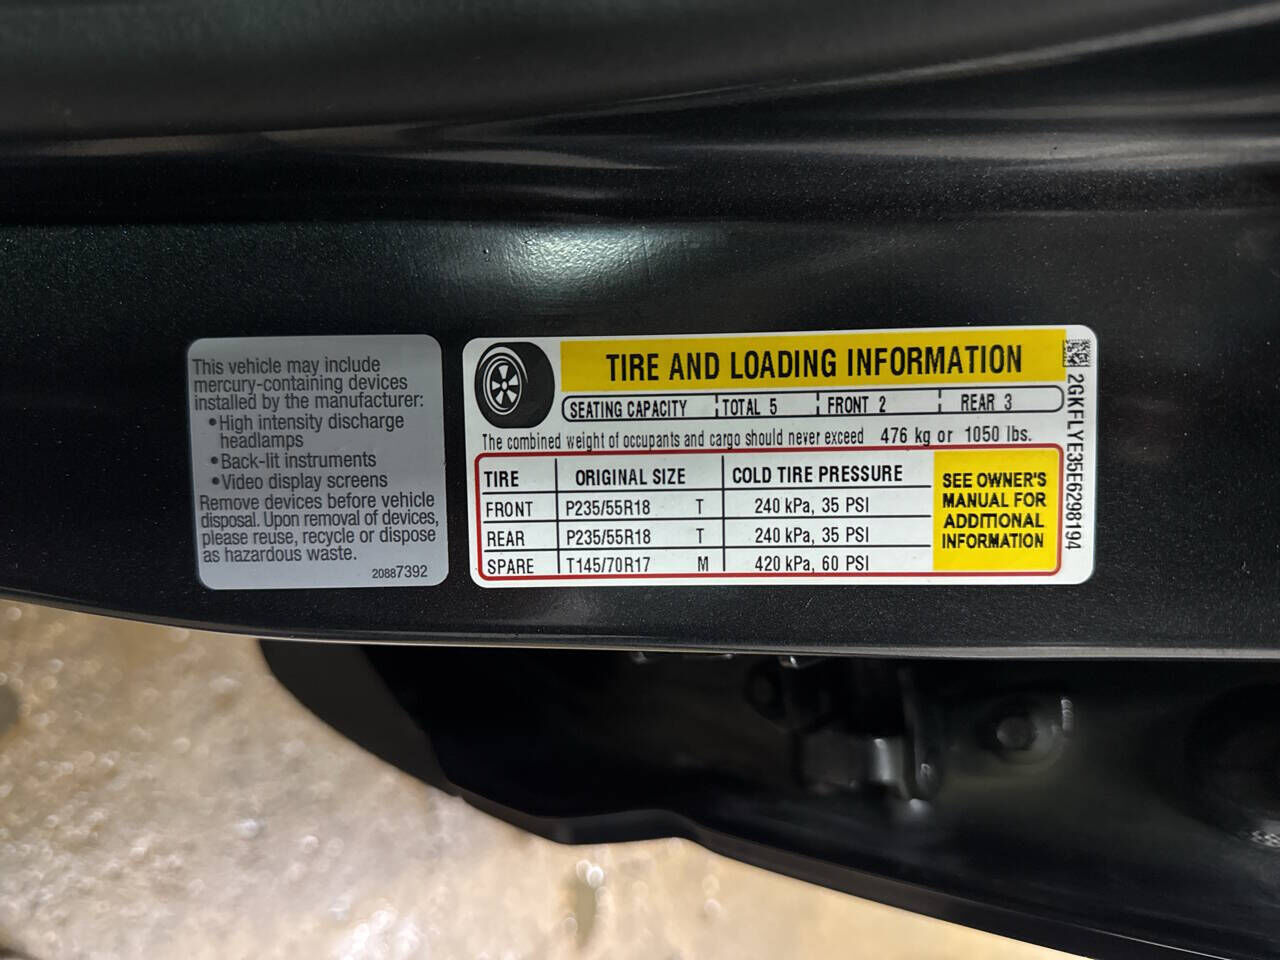 This vehicle may include
mercury-containing devices
installed by the manufacturer:
•High intensity discharge
headlamps
•Back-lit instruments
•Video display screens
Remove devices before vehicle
disposal. Upon removal of devices,
please reuse, recycle or dispose
as hazardous waste.
20887392
TIRE AND LOADING INFORMATION
SEATING CAPACITY TOTAL 5 FRONT 2 REAR 3
The combined weight of occupants and cargo should never exceed 476 kg or 1050 lbs.
TIRE ORIGINAL SIZE COLD TIRE PRESSURE
FRONT P235/55R18 T 240 kPa, 35 PSI
REAR P235/55R18 T 240 kPa, 35 PSI
SPARE T145/70R17 M 420 kPa, 60 PSI
SEE OWNER'S
MANUAL FOR
ADDITIONAL
INFORMATION
2GKFLYE35E6298194